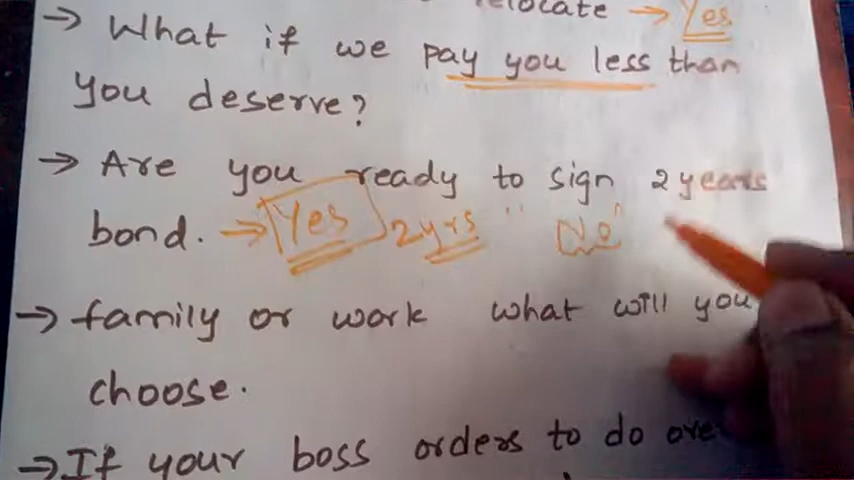 relocate → Yes
→ What if we pay you less than
you deserve?
→ Are you ready to sign 2 years
bond. → Yes 2yrs "No"
→ family or work what will you
choose.
→ If your boss orders to do